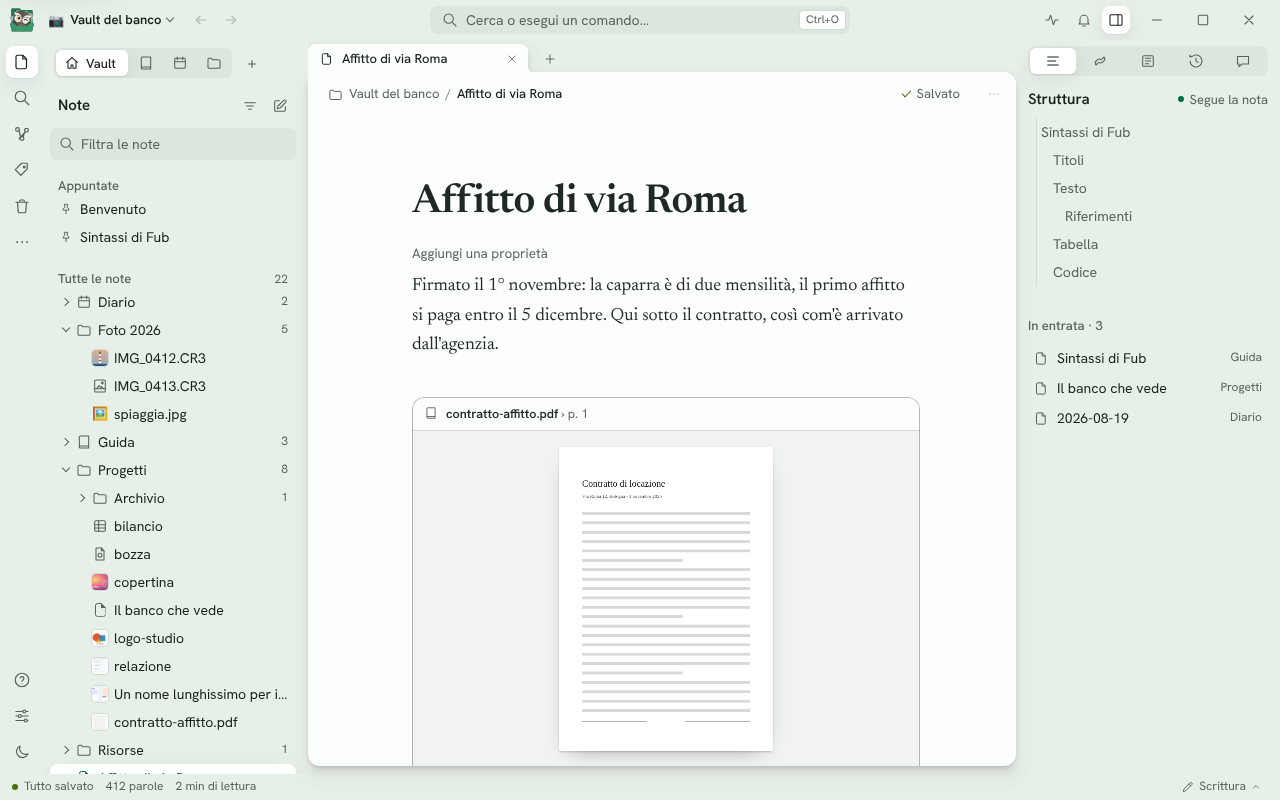 Vault del banco
Cerca o esegui un comando…
Ctrl+O
Vault
Affitto di via Roma
Note
Filtra le note
Appuntate
Benvenuto
Sintassi di Fub
Tutte le note 22
Diario 2
Foto 2026 5
IMG_0412.CR3
IMG_0413.CR3
spiaggia.jpg
Guida 3
Progetti 8
Archivio 1
bilancio
bozza
copertina
Il banco che vede
logo-studio
relazione
Un nome lunghissimo per i…
contratto-affitto.pdf
Risorse 1
Vault del banco / Affitto di via Roma
Salvato
Affitto di via Roma
Aggiungi una proprietà
Firmato il 1° novembre: la caparra è di due mensilità, il primo affitto
si paga entro il 5 dicembre. Qui sotto il contratto, così com'è arrivato
dall'agenzia.
contratto-affitto.pdf › p. 1
Contratto di locazione
Struttura
Segue la nota
Sintassi di Fub
Titoli
Testo
Riferimenti
Tabella
Codice
In entrata · 3
Sintassi di Fub Guida
Il banco che vede Progetti
2026-08-19 Diario
Tutto salvato 412 parole 2 min di lettura
Scrittura